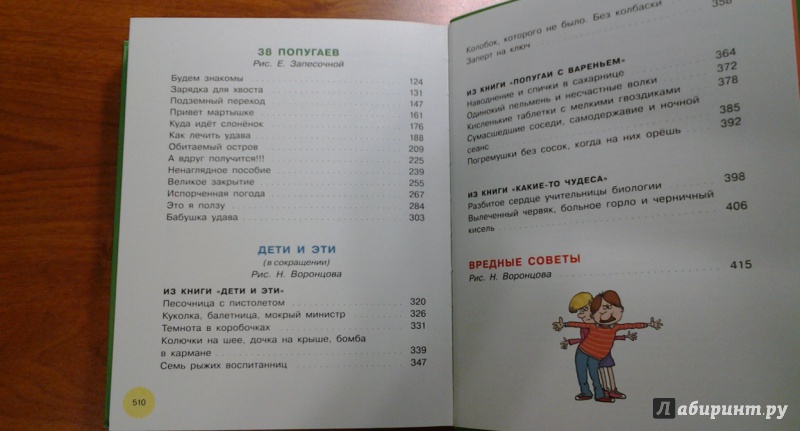 38 ПОПУГАЕВ
Рис. Е. Запесочной
Будем знакомы 124
Зарядка для хвоста 131
Подземный переход 147
Привет мартышке 161
Куда идёт слонёнок 176
Как лечить удава 188
Обитаемый остров 209
А вдруг получится!!! 225
Ненаглядное пособие 239
Великое закрытие 255
Испорченная погода 267
Это я ползу 284
Бабушка удава 303
ДЕТИ И ЭТИ
(в сокращении)
Рис. Н. Воронцова
ИЗ КНИГИ «ДЕТИ И ЭТИ»
Песочница с пистолетом 320
Куколка, балетница, мокрый министр 326
Темнота в коробочках 331
Колючки на шее, дочка на крыше, бомба
в кармане 339
Семь рыжих воспитанниц 347
510
Колобок, которого не было. Без колбаски 358
Заперт на ключ
ИЗ КНИГИ «ПОПУГАИ С ВАРЕНЬЕМ»
Наводнение и спички в сахарнице 364
Одинокий пельмень и несчастные волки 372
Кисленькие таблетки с мелкими гвоздиками 378
Сумасшедшие соседи, самодержавие и ночной
сеанс 385
Погремушки без сосок, когда на них орёшь 392
ИЗ КНИГИ «КАКИЕ-ТО ЧУДЕСА»
Разбитое сердце учительницы биологии 398
Вылеченный червяк, больное горло и черничный
кисель 406
ВРЕДНЫЕ СОВЕТЫ
Рис. Н. Воронцова 415
Лабиринт.ру